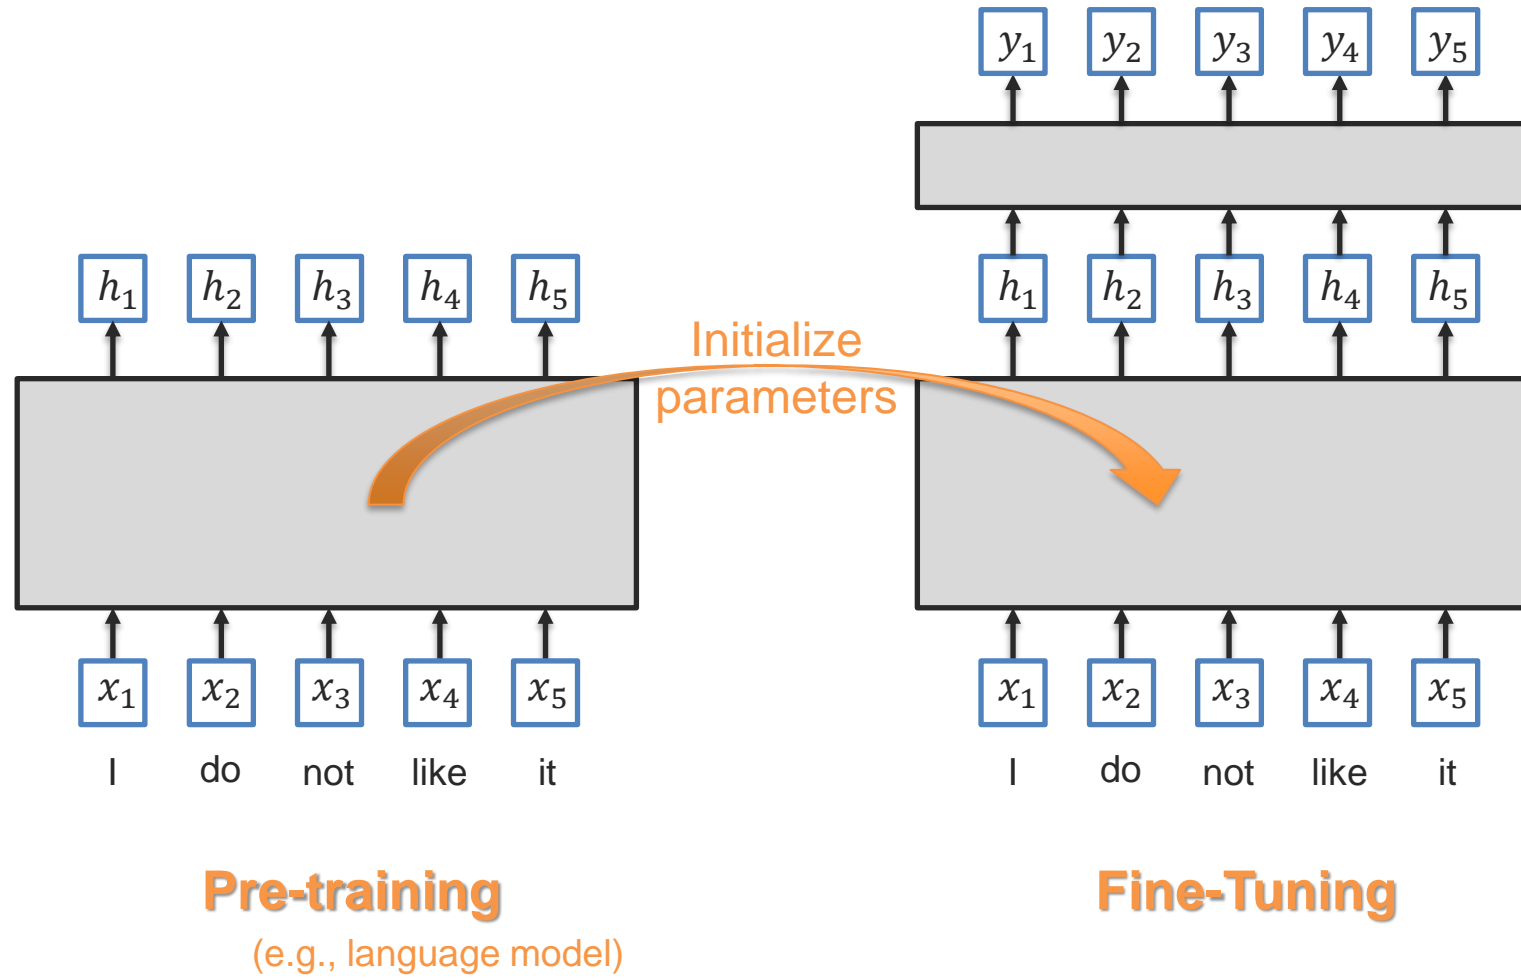 y₁ y₂ y₃ y₄ y₅
h₁ h₂ h₃ h₄ h₅
h₁ h₂ h₃ h₄ h₅
Initialize
parameters
x₁ x₂ x₃ x₄ x₅
x₁ x₂ x₃ x₄ x₅
I do not like it
I do not like it
Pre-training
(e.g., language model)
Fine-Tuning